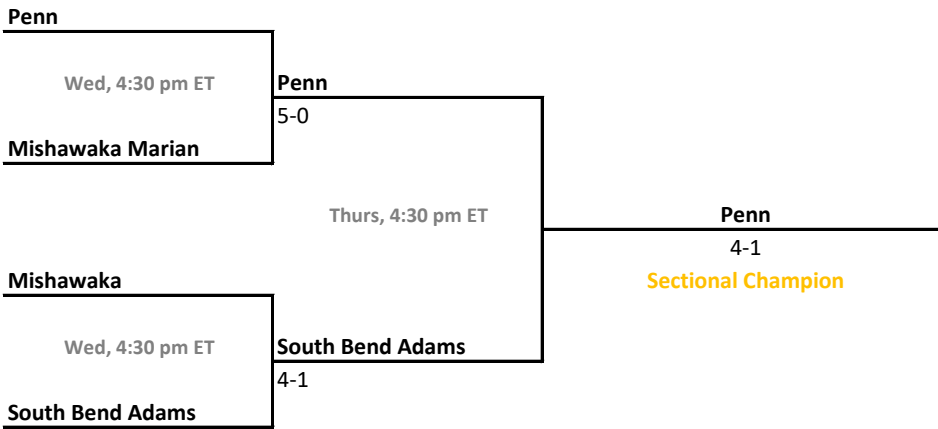 Penn
Wed, 4:30 pm ET
Penn
5-0
Mishawaka Marian
Thurs, 4:30 pm ET
Penn
4-1
Sectional Champion
Mishawaka
Wed, 4:30 pm ET
South Bend Adams
4-1
South Bend Adams